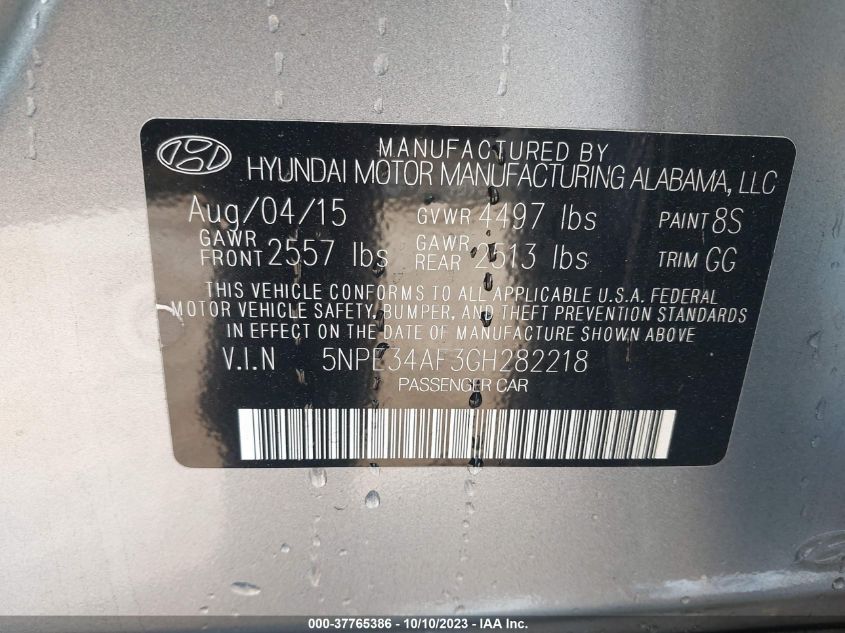 MANUFACTURED BY
HYUNDAI MOTOR MANUFACTURING ALABAMA, LLC
Aug/04/15 GVWR 4497 lbs PAINT 8S
GAWR FRONT 2557 lbs GAWR REAR 2513 lbs TRIM GG
THIS VEHICLE CONFORMS TO ALL APPLICABLE U.S.A. FEDERAL
MOTOR VEHICLE SAFETY, BUMPER, AND THEFT PREVENTION STANDARDS
IN EFFECT ON THE DATE OF MANUFACTURE SHOWN ABOVE
V.I.N 5NPE34AF3GH282218
PASSENGER CAR
000-37765386 - 10/10/2023 - IAA Inc.